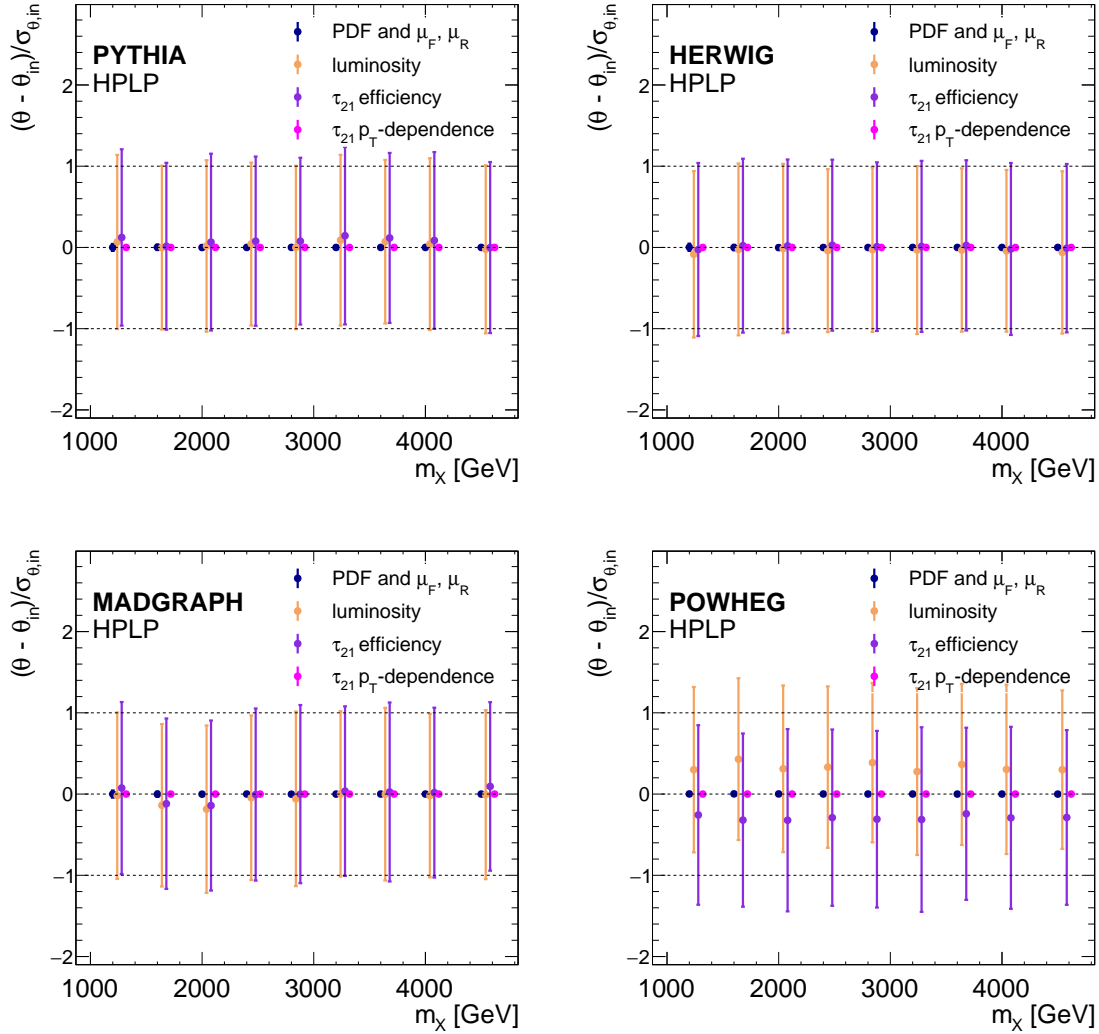 (θ - θin)/σθ,in
PYTHIA
HPLP
PDF and μF, μR
luminosity
τ21 efficiency
τ21 pT-dependence
2
1
0
−1
−2
1000 2000 3000 4000
mX [GeV]
(θ - θin)/σθ,in
HERWIG
HPLP
PDF and μF, μR
luminosity
τ21 efficiency
τ21 pT-dependence
2
1
0
−1
−2
1000 2000 3000 4000
mX [GeV]
(θ - θin)/σθ,in
MADGRAPH
HPLP
PDF and μF, μR
luminosity
τ21 efficiency
τ21 pT-dependence
2
1
0
−1
−2
1000 2000 3000 4000
mX [GeV]
(θ - θin)/σθ,in
POWHEG
HPLP
PDF and μF, μR
luminosity
τ21 efficiency
τ21 pT-dependence
2
1
0
−1
−2
1000 2000 3000 4000
mX [GeV]